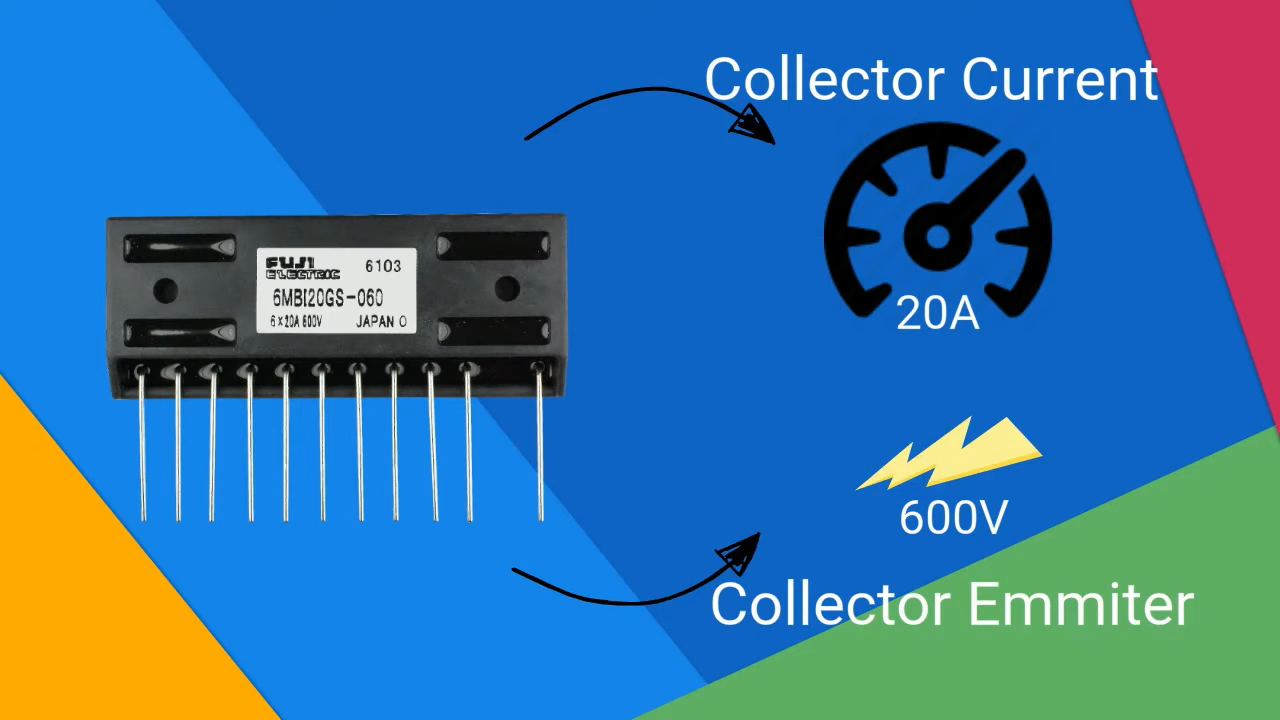 Collector Current
20A
FUJI
ELECTRIC
6103
6MBI20GS-060
6×20A 600V
JAPAN O
600V
Collector Emmiter